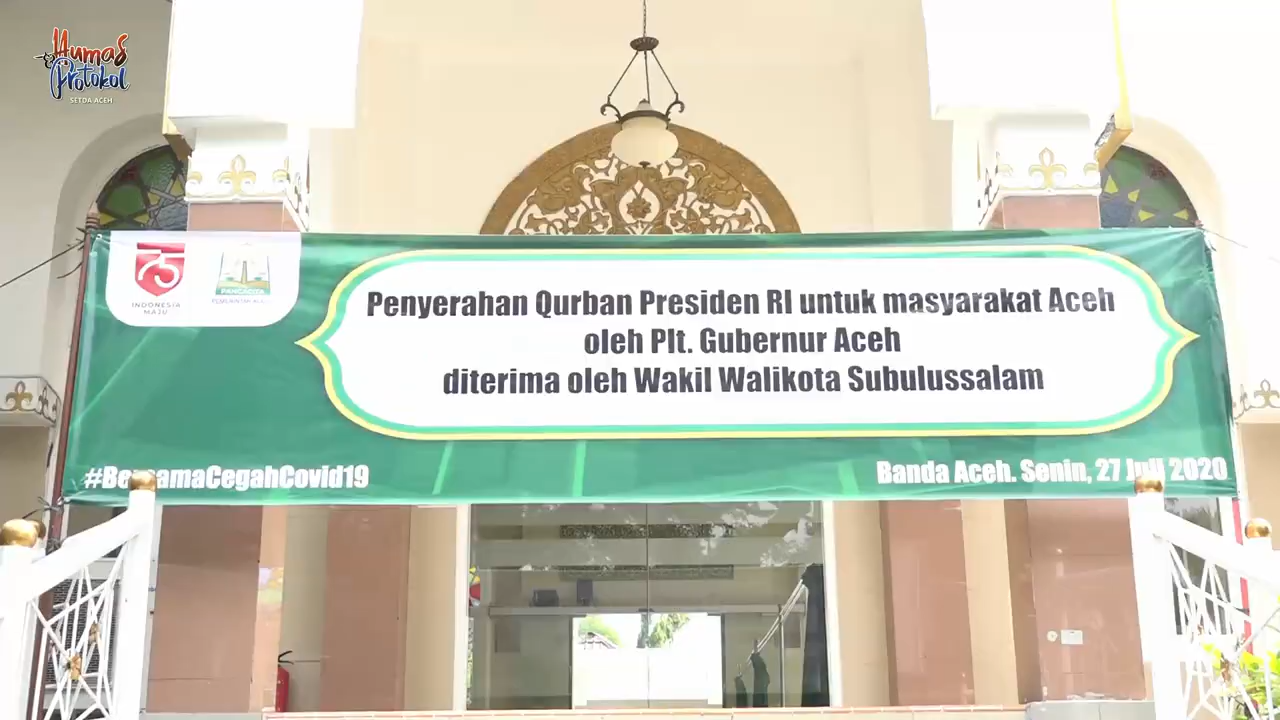 Humas
Protokol
SETDA ACEH
75
INDONESIA
MAJU
PANCACITA
Penyerahan Qurban Presiden RI untuk masyarakat Aceh
oleh Plt. Gubernur Aceh
diterima oleh Wakil Walikota Subulussalam
#BersamaCegahCovid19
Banda Aceh. Senin, 27 Juli 2020